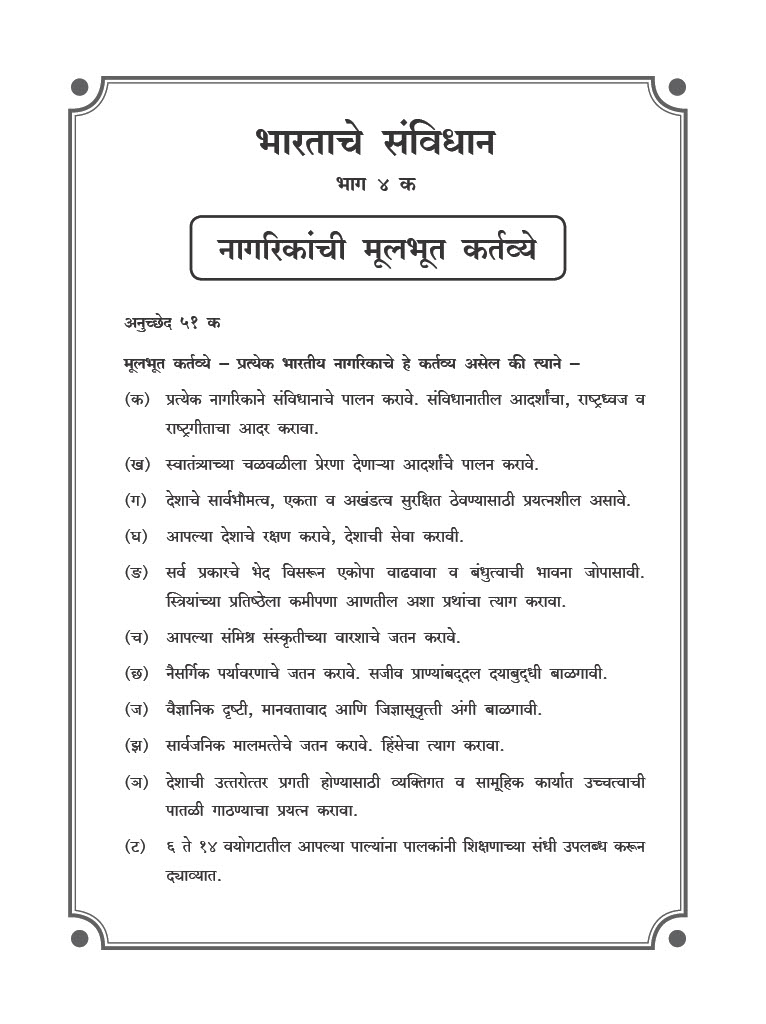 भारताचे संविधान
भाग ४ क
नागरिकांची मूलभूत कर्तव्ये
अनुच्छेद ५१ क
मूलभूत कर्तव्ये – प्रत्येक भारतीय नागरिकाचे हे कर्तव्य असेल की त्याने –
(क) प्रत्येक नागरिकाने संविधानाचे पालन करावे. संविधानातील आदर्शांचा, राष्ट्रध्वज व
राष्ट्रगीताचा आदर करावा.
(ख) स्वातंत्र्याच्या चळवळीला प्रेरणा देणाऱ्या आदर्शांचे पालन करावे.
(ग) देशाचे सार्वभौमत्व, एकता व अखंडत्व सुरक्षित ठेवण्यासाठी प्रयत्नशील असावे.
(घ) आपल्या देशाचे रक्षण करावे, देशाची सेवा करावी.
(ङ) सर्व प्रकारचे भेद विसरून एकोपा वाढवावा व बंधुत्वाची भावना जोपासावी.
स्त्रियांच्या प्रतिष्ठेला कमीपणा आणतील अशा प्रथांचा त्याग करावा.
(च) आपल्या संमिश्र संस्कृतीच्या वारशाचे जतन करावे.
(छ) नैसर्गिक पर्यावरणाचे जतन करावे. सजीव प्राण्यांबद्दल दयाबुद्धी बाळगावी.
(ज) वैज्ञानिक दृष्टी, मानवतावाद आणि जिज्ञासूवृत्ती अंगी बाळगावी.
(झ) सार्वजनिक मालमत्तेचे जतन करावे. हिंसेचा त्याग करावा.
(ञ) देशाची उत्तरोत्तर प्रगती होण्यासाठी व्यक्तिगत व सामूहिक कार्यात उच्चत्वाची
पातळी गाठण्याचा प्रयत्न करावा.
(ट) ६ ते १४ वयोगटातील आपल्या पाल्यांना पालकांनी शिक्षणाच्या संधी उपलब्ध करून
द्याव्यात.